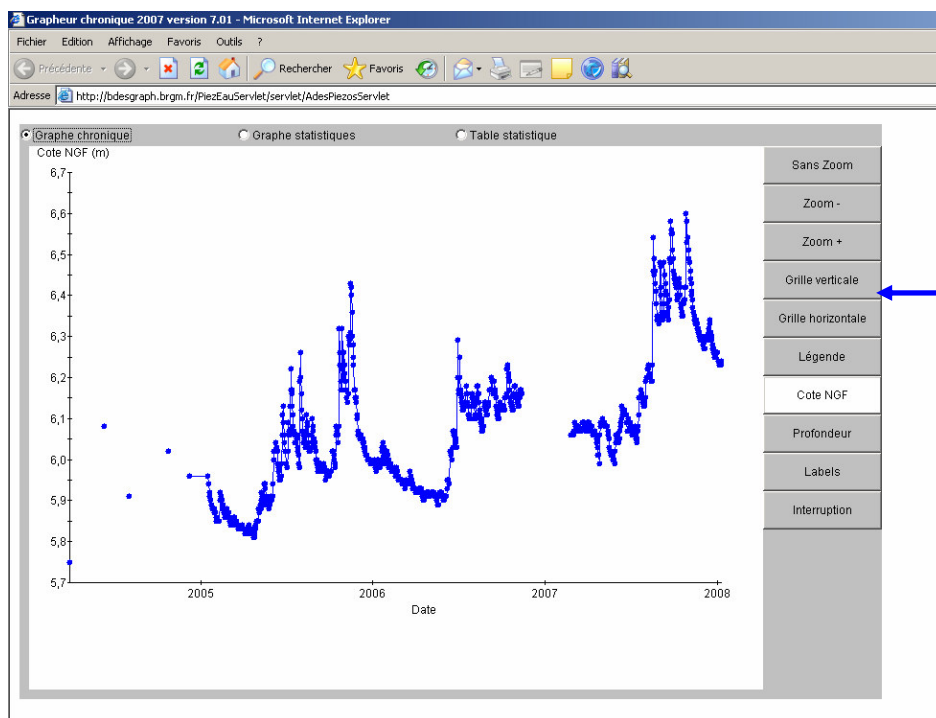 Grapheur chronique 2007 version 7.01 - Microsoft Internet Explorer
Fichier Edition Affichage Favoris Outils ?
Précédente Rechercher Favoris
Adresse http://bdesgraph.brgm.fr/PiezEauServlet/servlet/AdesPiezosServlet
Graphe chronique Graphe statistiques Table statistique
Cote NGF (m)
6,7
6,6
6,5
6,4
6,3
6,2
6,1
6,0
5,9
5,8
5,7
2005 2006 2007 2008
Date
Sans Zoom
Zoom -
Zoom +
Grille verticale
Grille horizontale
Légende
Cote NGF
Profondeur
Labels
Interruption